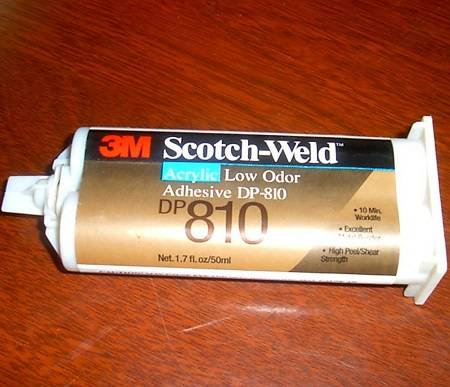 3M Scotch-Weld™
Acrylic Low Odor
Adhesive DP-810
DP810
• 10 Min.
Worklife
• Excellent
• High Peel/Shear
Strength
Net. 1.7 fl. oz/50ml